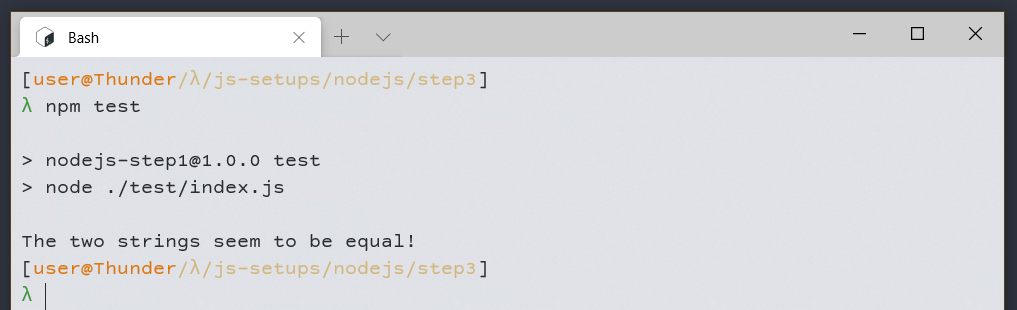 Bash
[user@Thunder/λ/js-setups/nodejs/step3]
λ npm test
> nodejs-step1@1.0.0 test
> node ./test/index.js
The two strings seem to be equal!
[user@Thunder/λ/js-setups/nodejs/step3]
λ